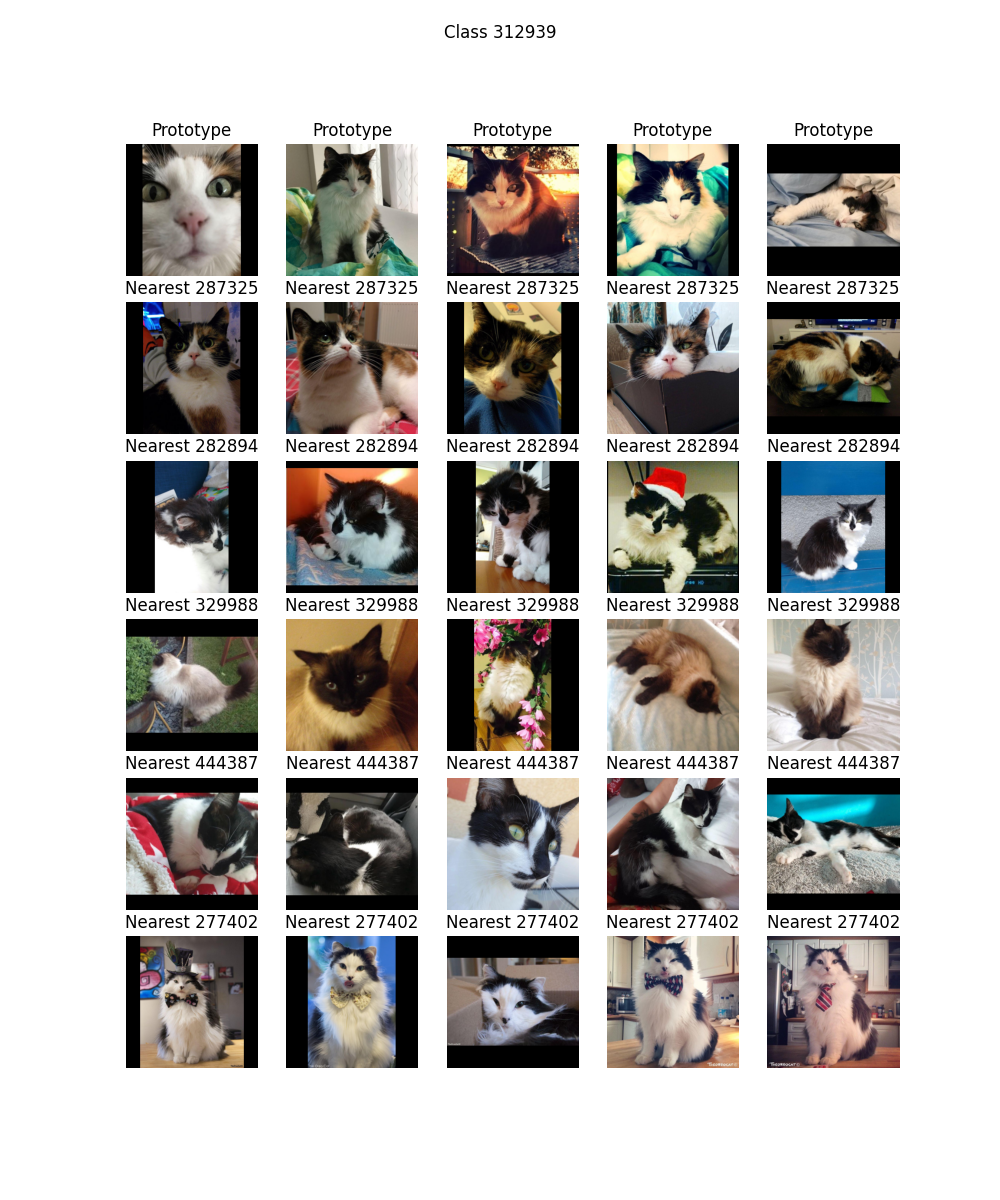 Class 312939
Prototype Prototype Prototype Prototype Prototype
Nearest 287325 Nearest 287325 Nearest 287325 Nearest 287325 Nearest 287325
Nearest 282894 Nearest 282894 Nearest 282894 Nearest 282894 Nearest 282894
Nearest 329988 Nearest 329988 Nearest 329988 Nearest 329988 Nearest 329988
Nearest 444387 Nearest 444387 Nearest 444387 Nearest 444387 Nearest 444387
Nearest 277402 Nearest 277402 Nearest 277402 Nearest 277402 Nearest 277402